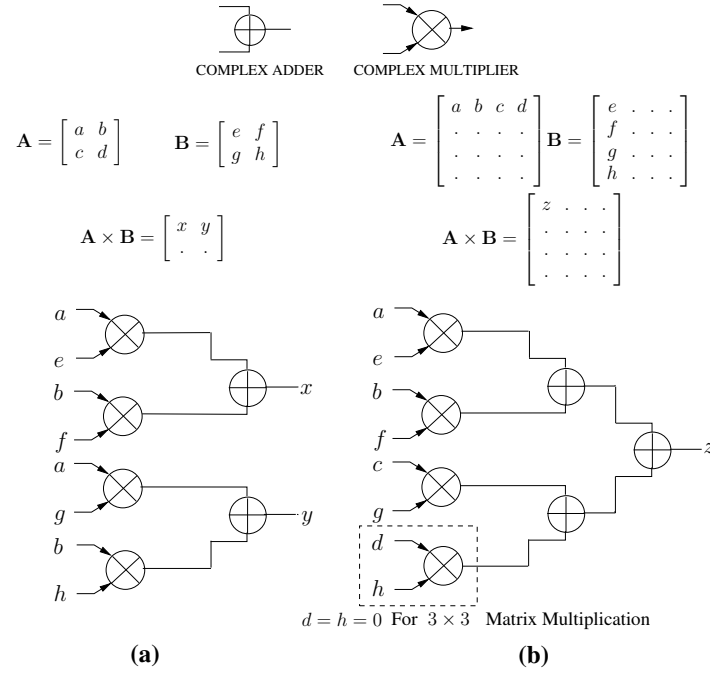 COMPLEX ADDER COMPLEX MULTIPLIER
A = [ a b
c d ]
B = [ e f
g h ]
A × B = [ x y
. . ]
A = [ a b c d
. . . .
. . . .
. . . . ]
B = [ e . . .
f . . .
g . . .
h . . . ]
A × B = [ z . . .
. . . .
. . . .
. . . . ]
a
e
b
f
x
a
g
b
h
y
(a)
a
e
b
f
c
g
d
h
z
d = h = 0 For 3 × 3 Matrix Multiplication
(b)